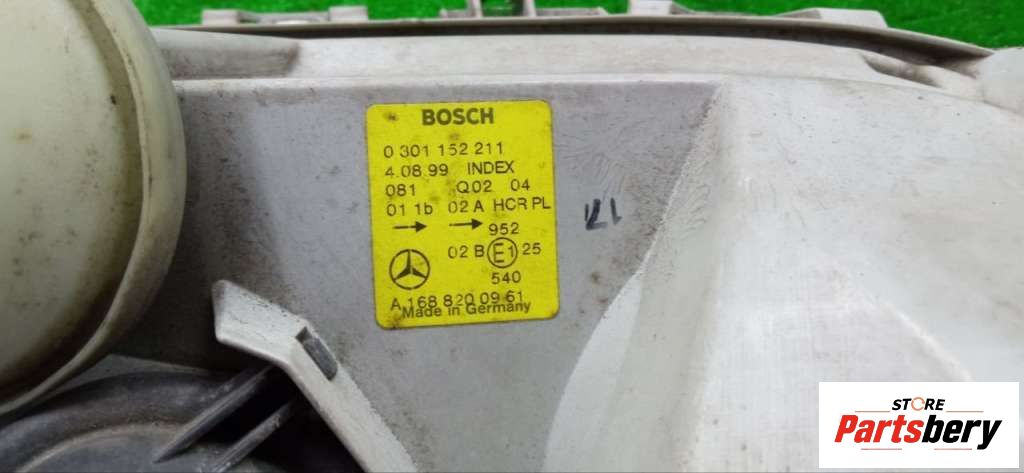 BOSCH
0 301 152 211
4.08.99 INDEX
081 Q02 04
01 1b 02 A HCR PL
952
02 B E1 25
540
A 168 820 09 61
Made in Germany
STORE
Partsbery